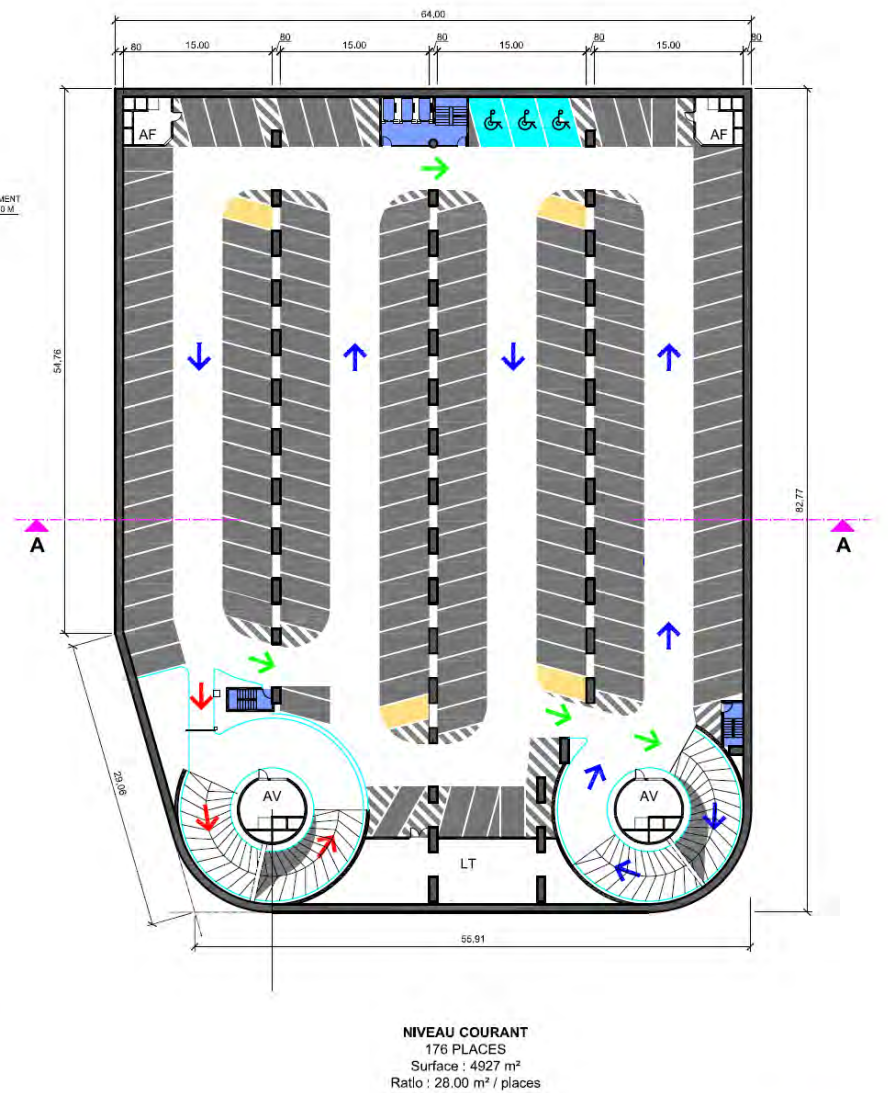 64,00
80
15.00
80
15.00
80
15.00
80
15.00
80
AF
AF
MENT
0 M
54,76
82,77
A
A
29,06
AV
AV
LT
55,91
NIVEAU COURANT
176 PLACES
Surface : 4927 m²
Ratio : 28.00 m² / places